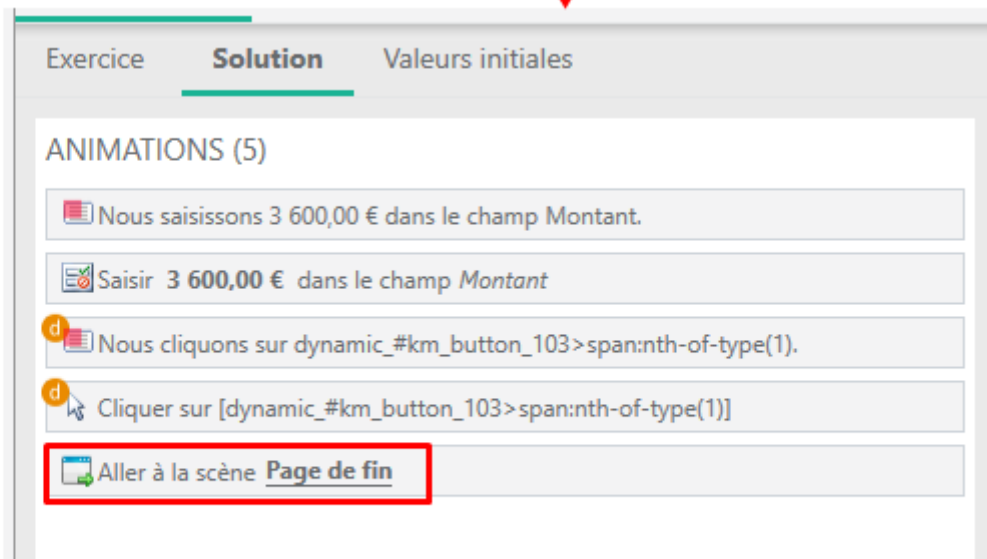 Exercice Solution Valeurs initiales
ANIMATIONS (5)
Nous saisissons 3 600,00 € dans le champ Montant.
Saisir 3 600,00 € dans le champ Montant
d Nous cliquons sur dynamic_#km_button_103>span:nth-of-type(1).
d Cliquer sur [dynamic_#km_button_103>span:nth-of-type(1)]
Aller à la scène Page de fin